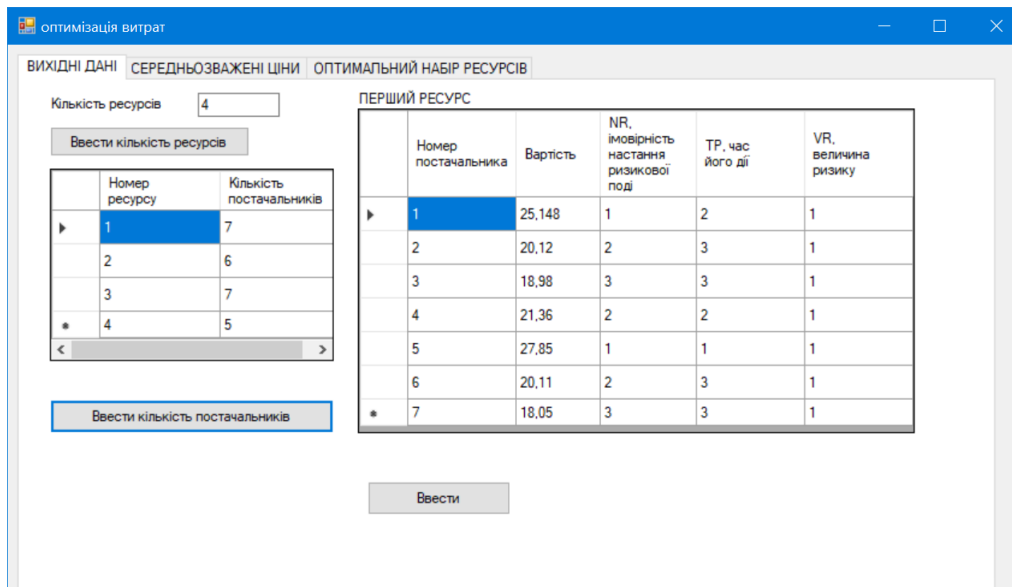 оптимізація витрат
ВИХІДНІ ДАНІ СЕРЕДНЬОЗВАЖЕНІ ЦІНИ ОПТИМАЛЬНИЙ НАБІР РЕСУРСІВ
Кількість ресурсів 4
Ввести кількість ресурсів
Номер ресурсу Кількість постачальників
1 7
2 6
3 7
4 5
Ввести кількість постачальників
ПЕРШИЙ РЕСУРС
Номер постачальника Вартість NR, імовірність настання ризикової поді TP, час його дії VR, величина ризику
1 25,148 1 2 1
2 20,12 2 3 1
3 18,98 3 3 1
4 21,36 2 2 1
5 27,85 1 1 1
6 20,11 2 3 1
7 18,05 3 3 1
Ввести